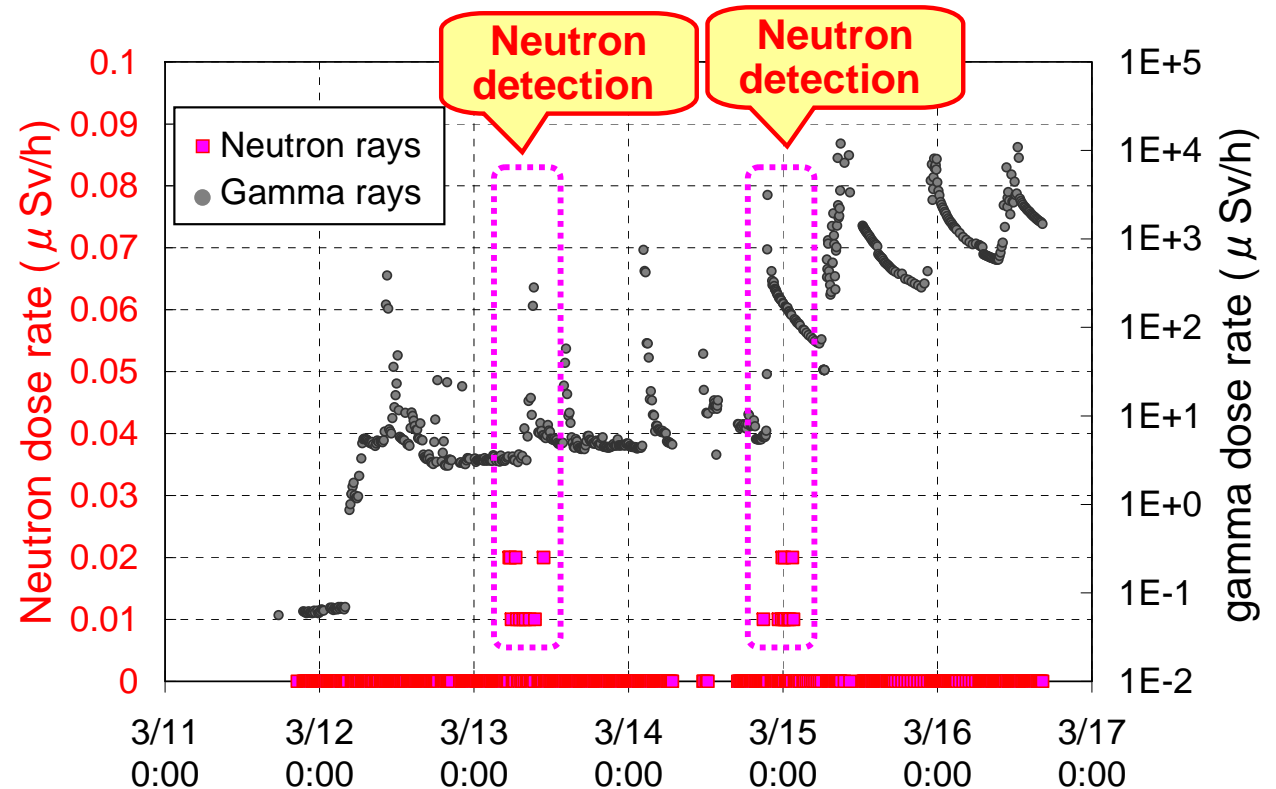 Neutron
detection
Neutron
detection
Neutron dose rate ( μ Sv/h)
0.1
0.09
0.08
0.07
0.06
0.05
0.04
0.03
0.02
0.01
0
Neutron rays
Gamma rays
1E+5
1E+4
1E+3
1E+2
1E+1
1E+0
1E-1
1E-2
gamma dose rate ( μ Sv/h)
3/11
0:00
3/12
0:00
3/13
0:00
3/14
0:00
3/15
0:00
3/16
0:00
3/17
0:00